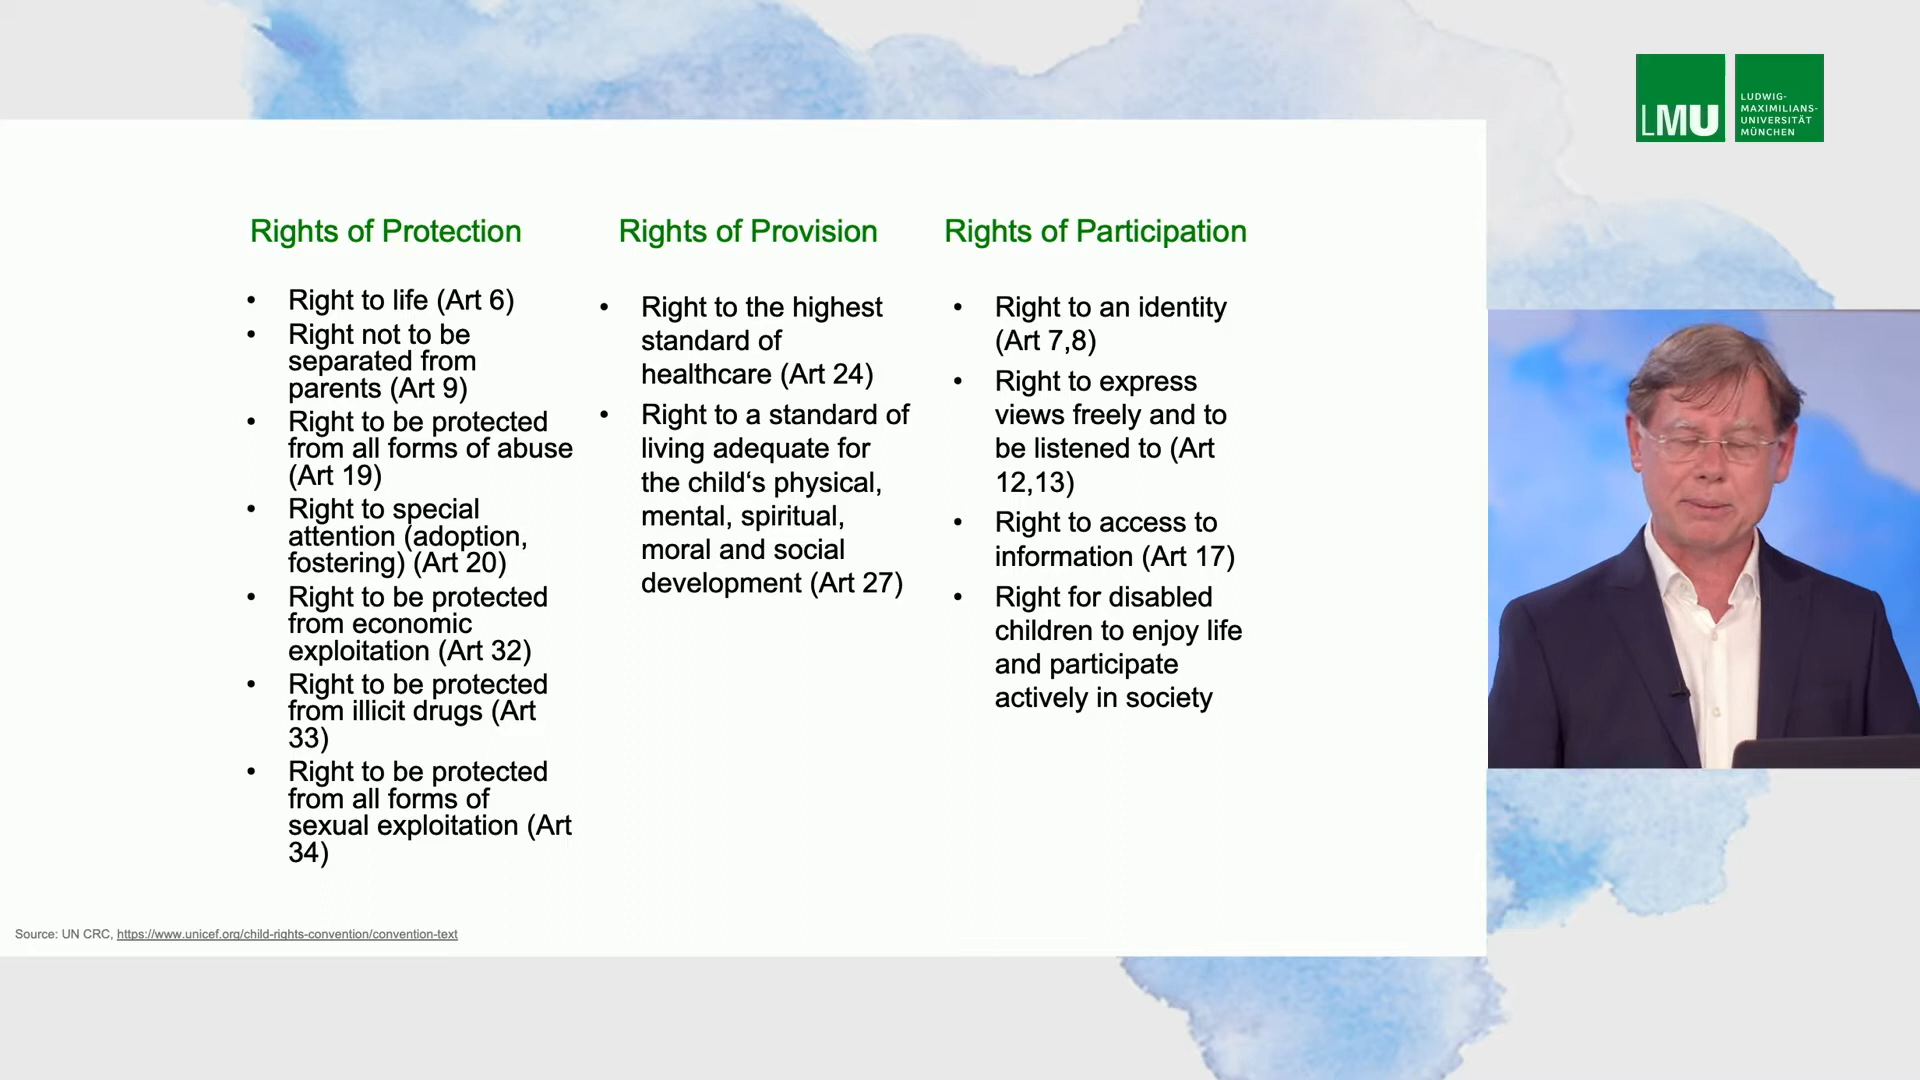 LMU
LUDWIG-
MAXIMILIANS-
UNIVERSITÄT
MÜNCHEN
Rights of Protection
• Right to life (Art 6)
• Right not to be
separated from
parents (Art 9)
• Right to be protected
from all forms of abuse
(Art 19)
• Right to special
attention (adoption,
fostering) (Art 20)
• Right to be protected
from economic
exploitation (Art 32)
• Right to be protected
from illicit drugs (Art
33)
• Right to be protected
from all forms of
sexual exploitation (Art
34)
Rights of Provision
• Right to the highest
standard of
healthcare (Art 24)
• Right to a standard of
living adequate for
the child‘s physical,
mental, spiritual,
moral and social
development (Art 27)
Rights of Participation
• Right to an identity
(Art 7,8)
• Right to express
views freely and to
be listened to (Art
12,13)
• Right to access to
information (Art 17)
• Right for disabled
children to enjoy life
and participate
actively in society
Source: UN CRC, https://www.unicef.org/child-rights-convention/convention-text